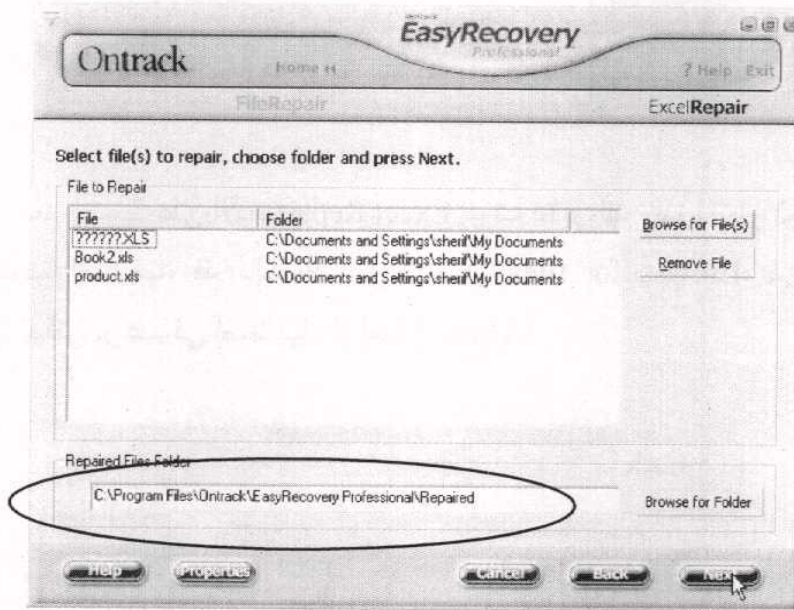 EasyRecovery
Professional
Ontrack
Home
? Help Exit
FileRepair
ExcelRepair
Select file(s) to repair, choose folder and press Next.
File to Repair
File Folder
??????.XLS C:\Documents and Settings\sherif\My Documents
Book2.xls C:\Documents and Settings\sherif\My Documents
product.xls C:\Documents and Settings\sherif\My Documents
Browse for File(s)
Remove File
Repaired Files Folder
C:\Program Files\Ontrack\EasyRecovery Professional\Repaired
Browse for Folder
Help Properties Cancel Back Next